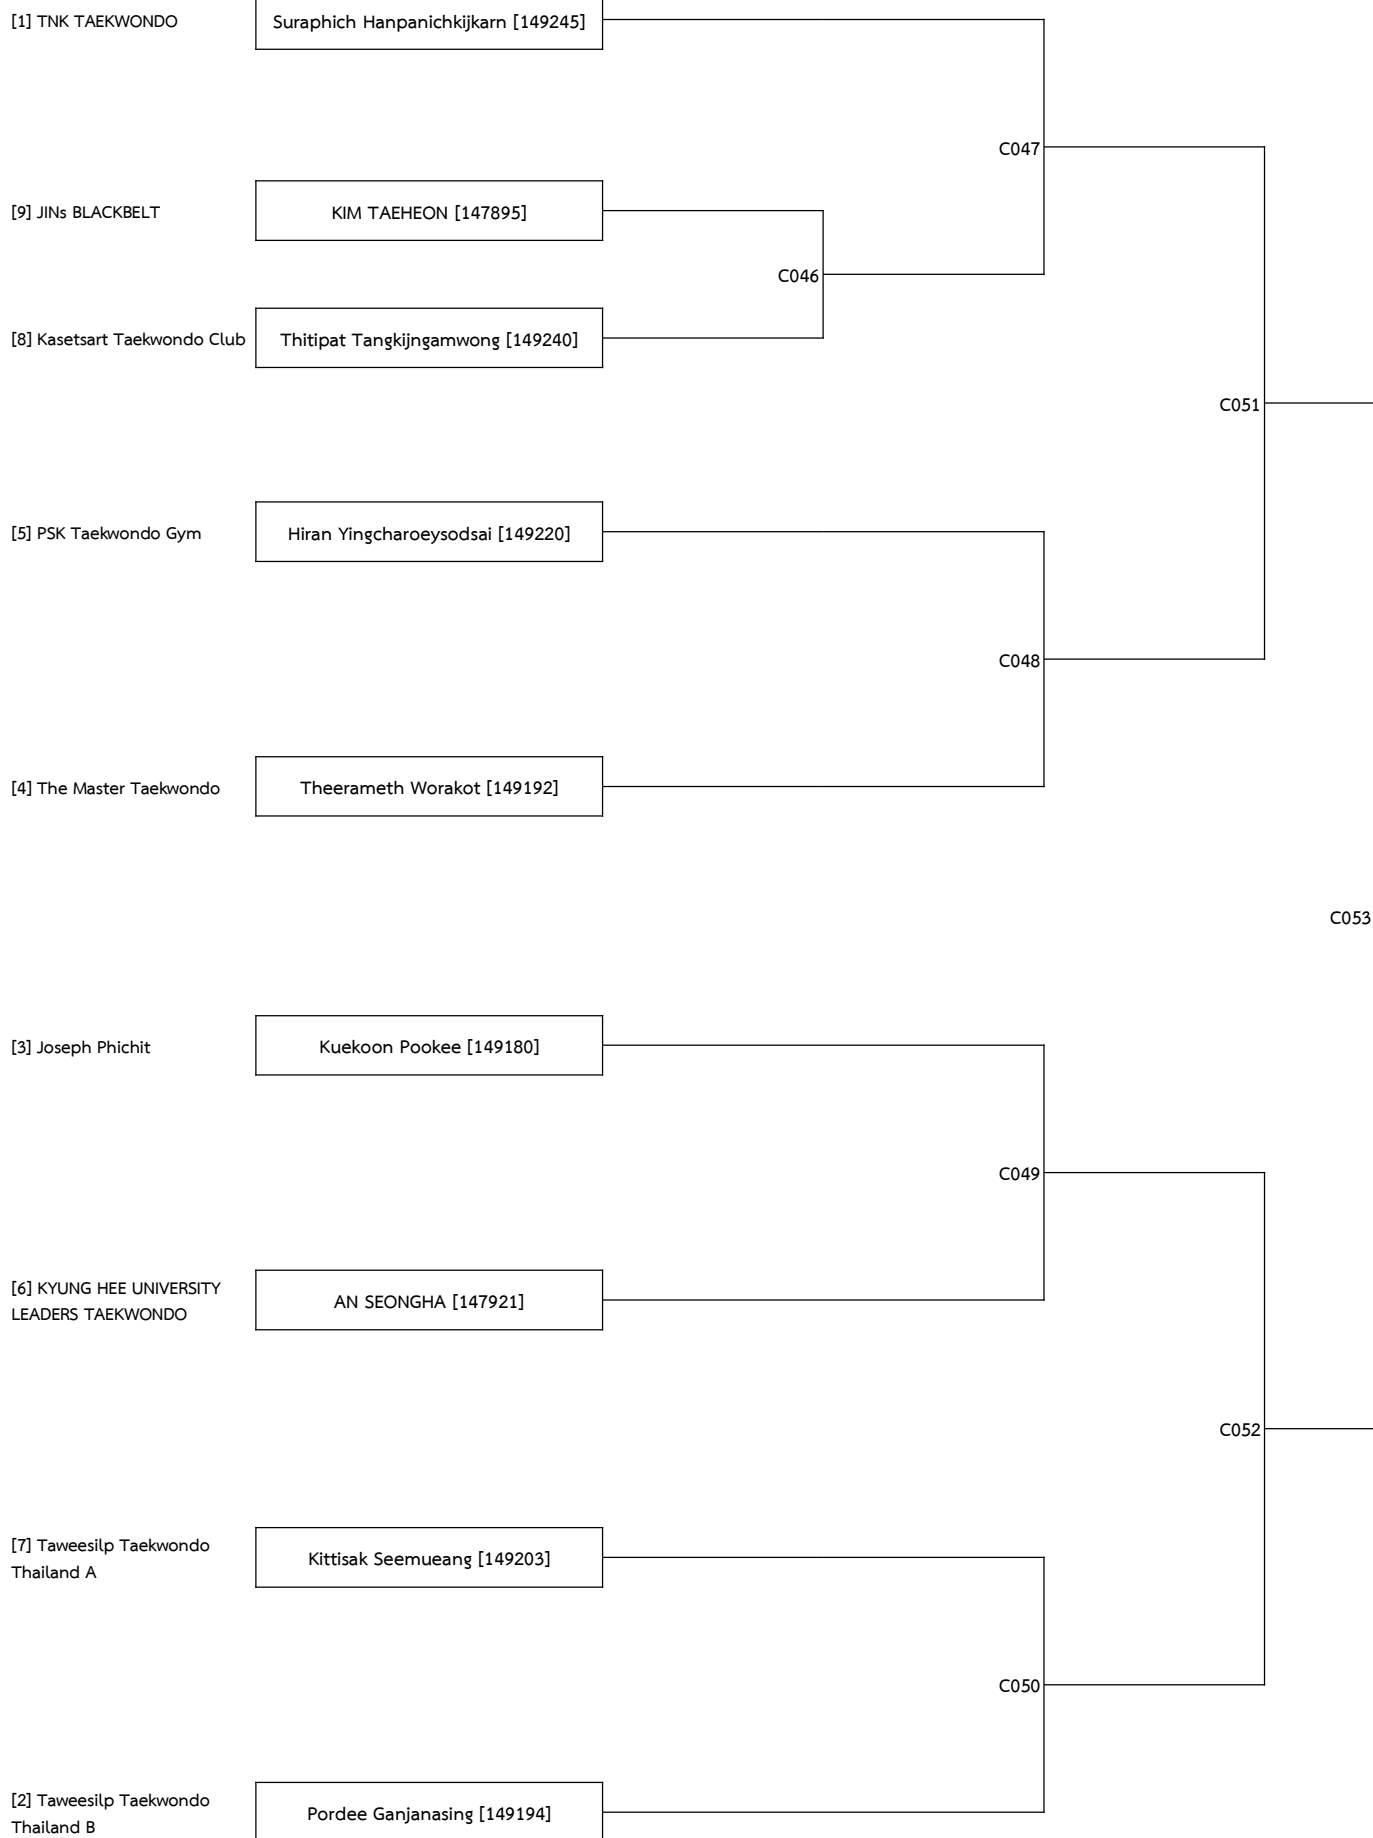 [1] TNK TAEKWONDO
Suraphich Hanpanichkijkarn [149245]
C047
[9] JINs BLACKBELT
KIM TAEHEON [147895]
C046
[8] Kasetsart Taekwondo Club
Thitipat Tangkijngamwong [149240]
C051
[5] PSK Taekwondo Gym
Hiran Yingcharoeysodsai [149220]
C048
[4] The Master Taekwondo
Theerameth Worakot [149192]
C053
[3] Joseph Phichit
Kuekoon Pookee [149180]
C049
[6] KYUNG HEE UNIVERSITY
LEADERS TAEKWONDO
AN SEONGHA [147921]
C052
[7] Taweesilp Taekwondo
Thailand A
Kittisak Seemueang [149203]
C050
[2] Taweesilp Taekwondo
Thailand B
Pordee Ganjanasing [149194]